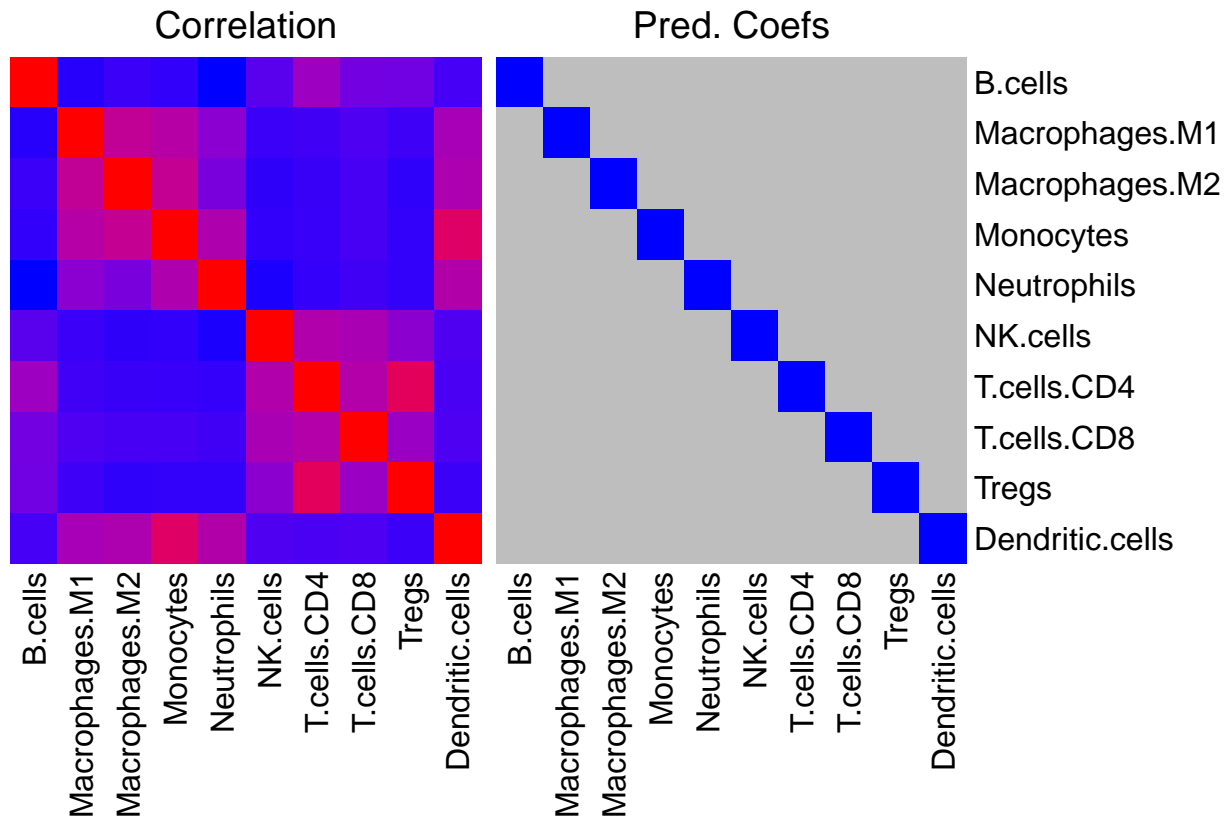 Correlation
Pred. Coefs
B.cells
Macrophages.M1
Macrophages.M2
Monocytes
Neutrophils
NK.cells
T.cells.CD4
T.cells.CD8
Tregs
Dendritic.cells
B.cells
Macrophages.M1
Macrophages.M2
Monocytes
Neutrophils
NK.cells
T.cells.CD4
T.cells.CD8
Tregs
Dendritic.cells
B.cells
Macrophages.M1
Macrophages.M2
Monocytes
Neutrophils
NK.cells
T.cells.CD4
T.cells.CD8
Tregs
Dendritic.cells